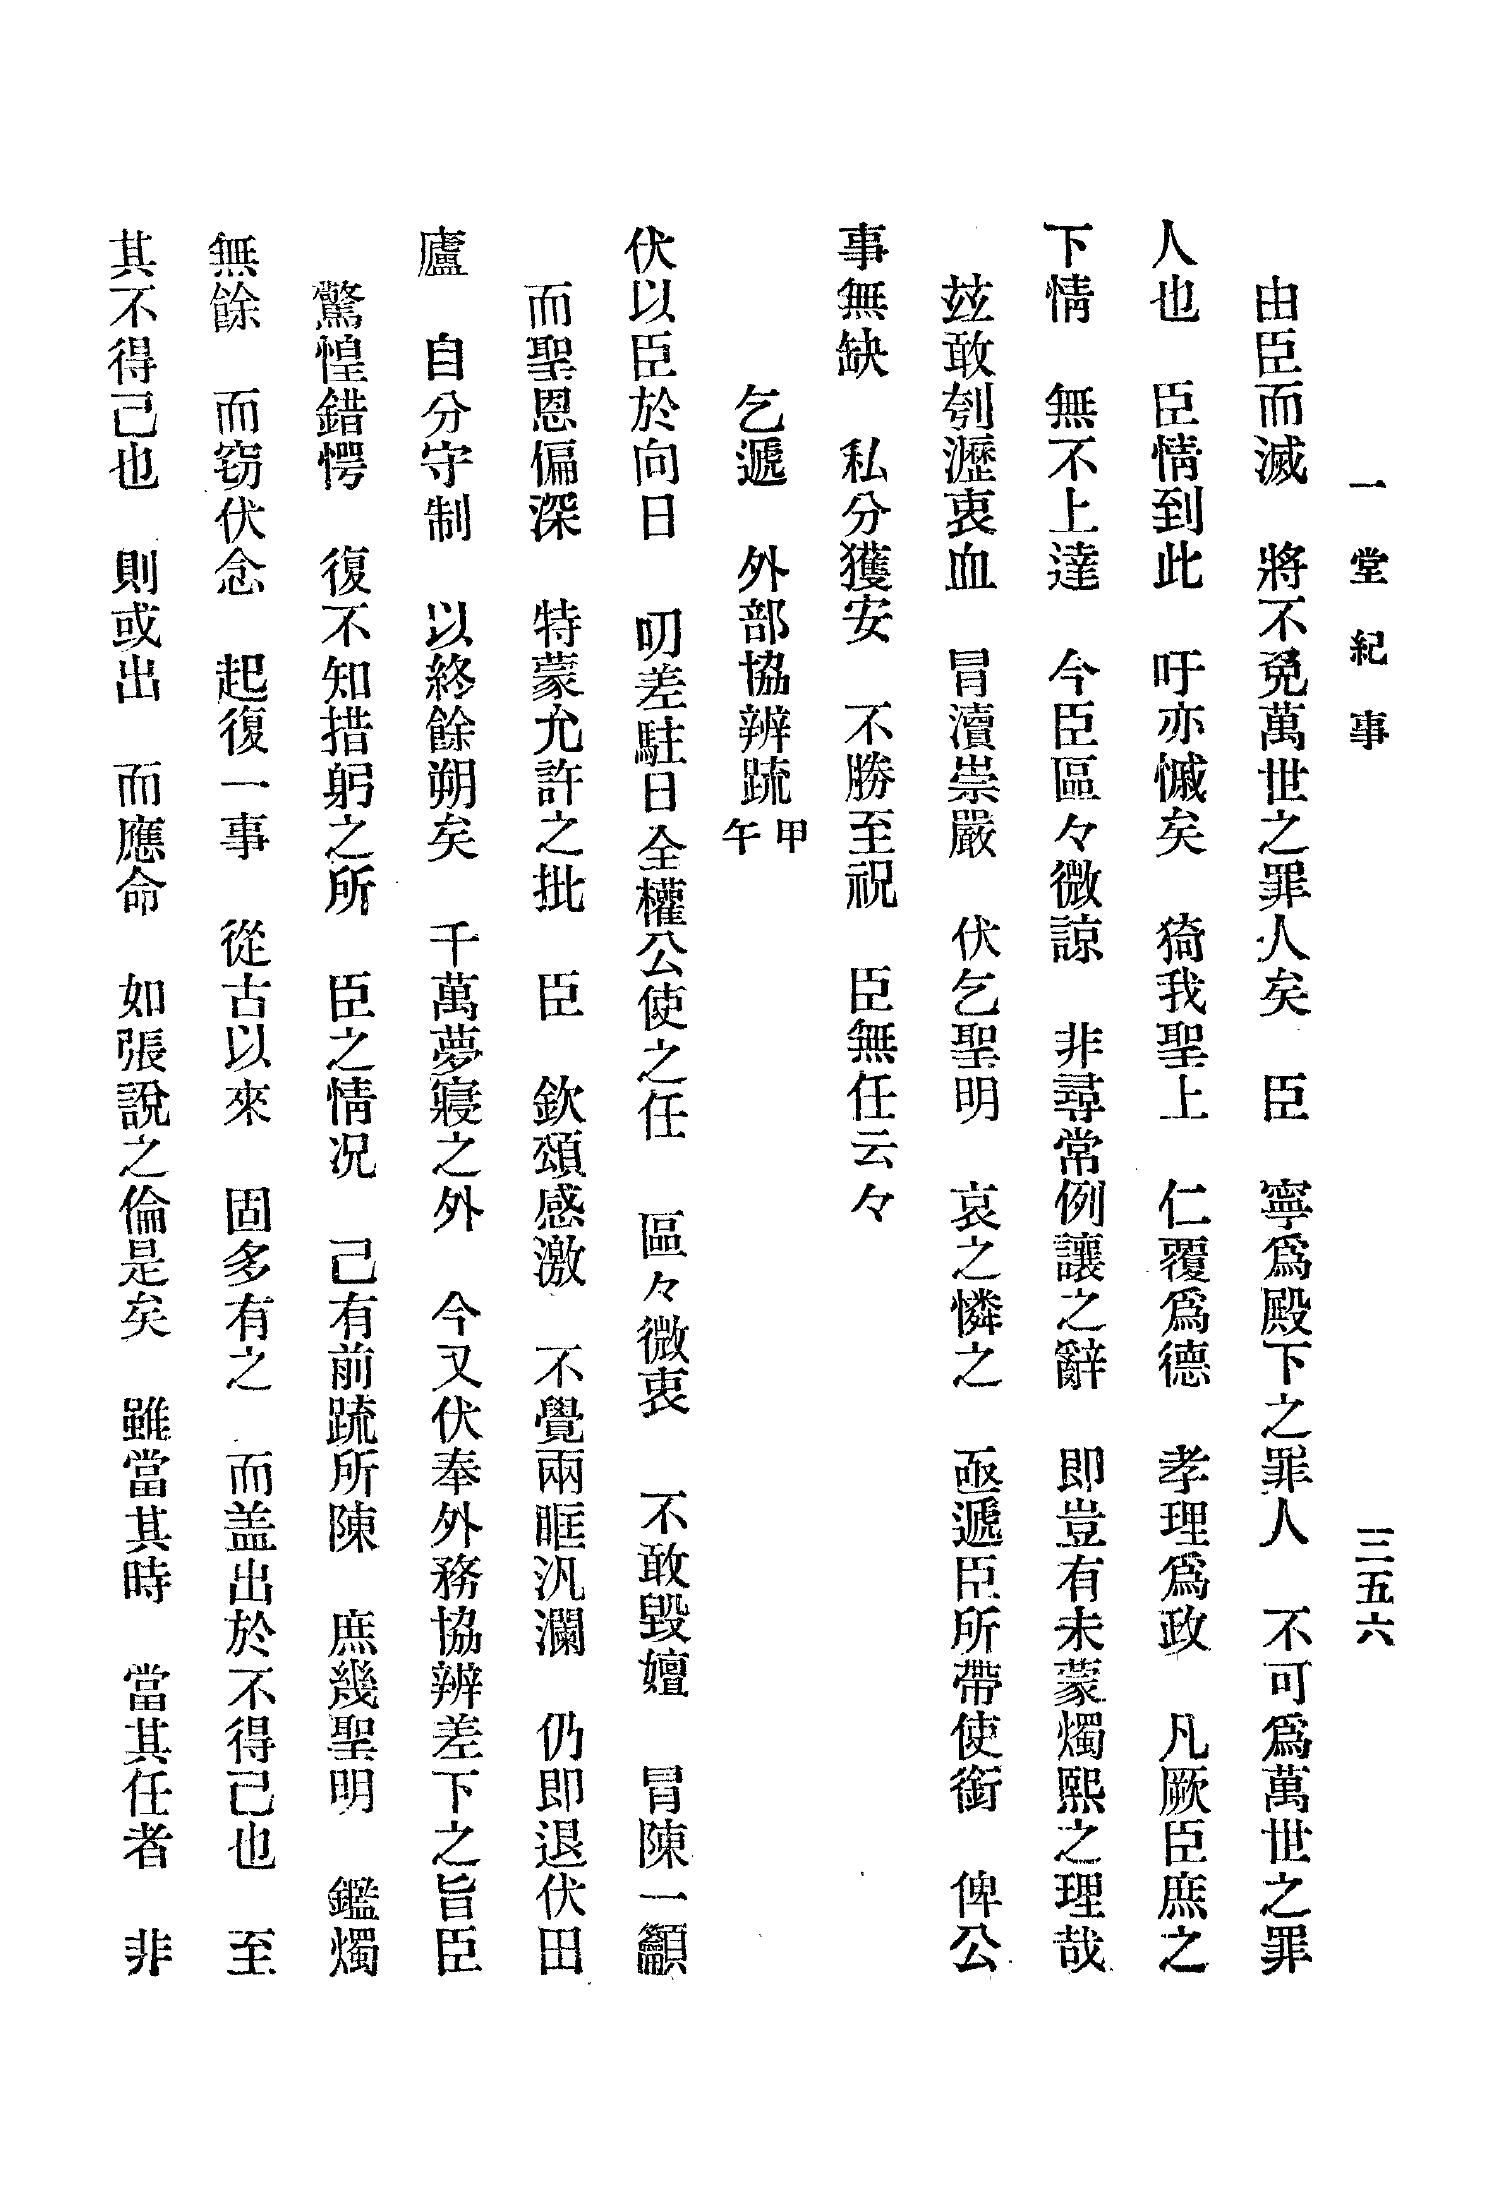 一堂紀事　三五六
由臣而滅　將不免萬世之罪人矣　臣　寧爲殿下之罪人　不可爲萬世之罪
人也　臣情到此　吁亦慽矣　猗我聖上　仁覆爲德　孝理爲政　凡厥臣庶之
下情　無不上達　今臣區々微諒　非尋常例讓之辭　即豈有未蒙燭熙之理哉
玆敢刳瀝衷血　冒瀆崇嚴　伏乞聖明　哀之憐之　亟遞臣所帶使銜　俾公
事無缺　私分獲安　不勝至祝　臣無任云々
乞遞　外部協辨疏甲午
伏以臣於向日　叨差駐日全權公使之任　區々微衷　不敢毀嬗　冒陳一籲
而聖恩偏深　特蒙允許之批　臣　欽頌感激　不覺兩眶汎瀾　仍即退伏田
廬　自分守制　以終餘朔矣　千萬夢寢之外　今又伏奉外務協辨差下之旨臣
驚惶錯愕　復不知措躬之所　臣之情况　己有前疏所陳　庶幾聖明　鑑燭
無餘　而窃伏念　起復一事　從古以來　固多有之　而盖出於不得己也　至
其不得己也　則或出　而應命　如張說之倫是矣　雖當其時　當其任者　非